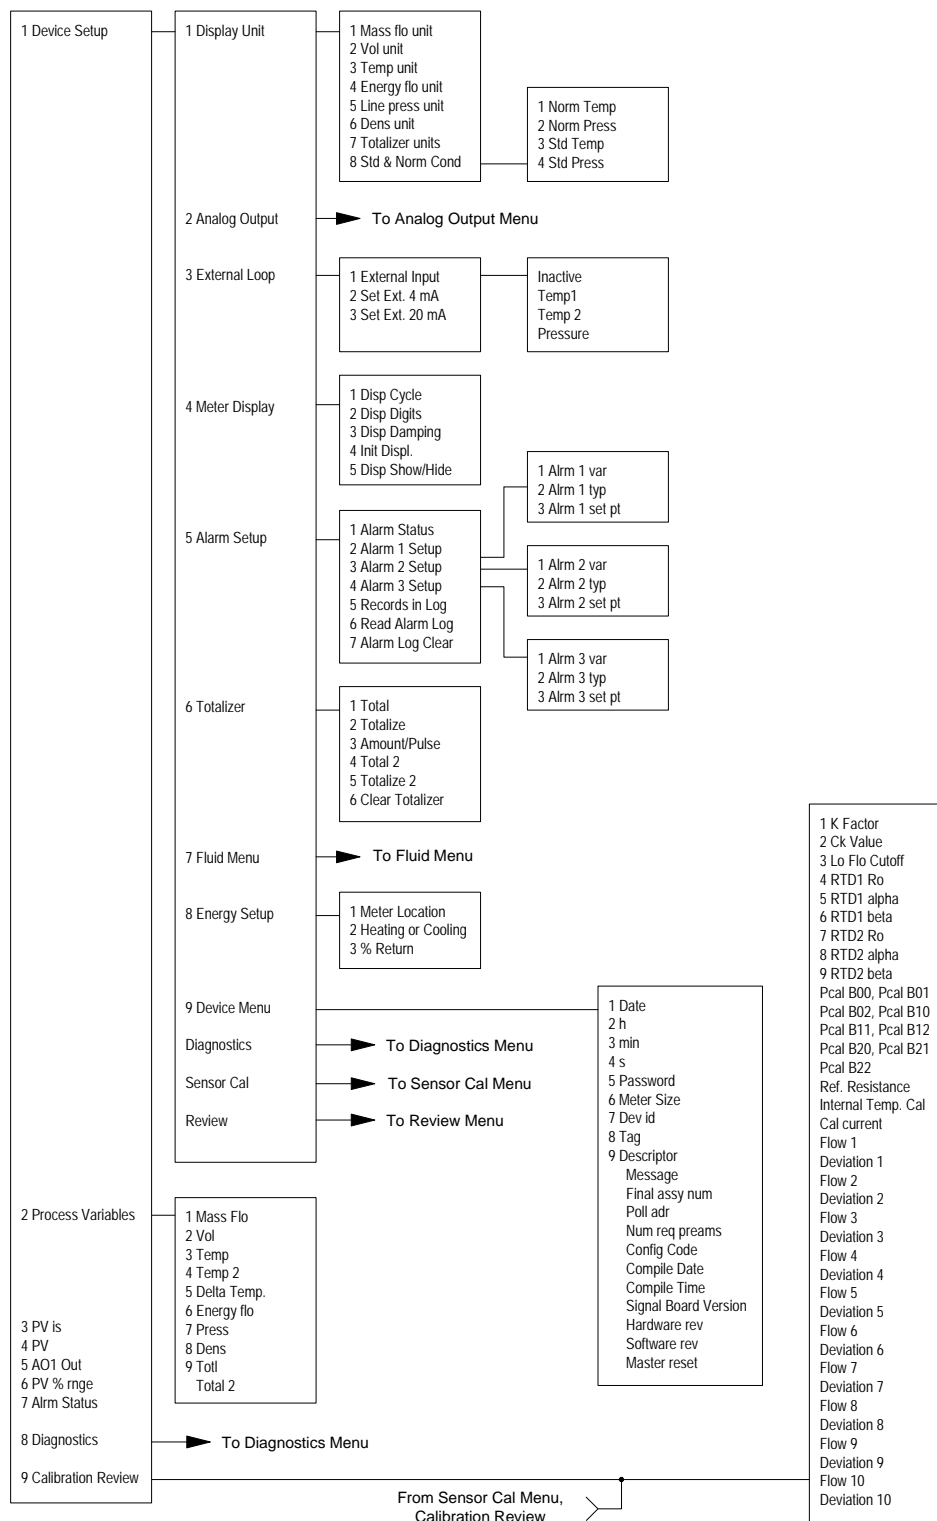 1 Device Setup
2 Process Variables
3 PV is
4 PV
5 AO1 Out
6 PV % rnge
7 Alrm Status
8 Diagnostics
To Diagnostics Menu
9 Calibration Review
1 Display Unit
2 Analog Output
To Analog Output Menu
3 External Loop
4 Meter Display
5 Alarm Setup
6 Totalizer
7 Fluid Menu
To Fluid Menu
8 Energy Setup
9 Device Menu
Diagnostics
To Diagnostics Menu
Sensor Cal
To Sensor Cal Menu
Review
To Review Menu
1 Mass flo unit
2 Vol unit
3 Temp unit
4 Energy flo unit
5 Line press unit
6 Dens unit
7 Totalizer units
8 Std & Norm Cond
1 Norm Temp
2 Norm Press
3 Std Temp
4 Std Press
1 External Input
2 Set Ext. 4 mA
3 Set Ext. 20 mA
Inactive
Temp1
Temp 2
Pressure
1 Disp Cycle
2 Disp Digits
3 Disp Damping
4 Init Displ.
5 Disp Show/Hide
1 Alarm Status
2 Alarm 1 Setup
3 Alarm 2 Setup
4 Alarm 3 Setup
5 Records in Log
6 Read Alarm Log
7 Alarm Log Clear
1 Alrm 1 var
2 Alrm 1 typ
3 Alrm 1 set pt
1 Alrm 2 var
2 Alrm 2 typ
3 Alrm 2 set pt
1 Alrm 3 var
2 Alrm 3 typ
3 Alrm 3 set pt
1 Total
2 Totalize
3 Amount/Pulse
4 Total 2
5 Totalize 2
6 Clear Totalizer
1 Meter Location
2 Heating or Cooling
3 % Return
1 Date
2 h
3 min
4 s
5 Password
6 Meter Size
7 Dev id
8 Tag
9 Descriptor
Message
Final assy num
Poll adr
Num req preams
Config Code
Compile Date
Compile Time
Signal Board Version
Hardware rev
Software rev
Master reset
1 Mass Flo
2 Vol
3 Temp
4 Temp 2
5 Delta Temp.
6 Energy flo
7 Press
8 Dens
9 Totl
Total 2
1 K Factor
2 Ck Value
3 Lo Flo Cutoff
4 RTD1 Ro
5 RTD1 alpha
6 RTD1 beta
7 RTD2 Ro
8 RTD2 alpha
9 RTD2 beta
Pcal B00, Pcal B01
Pcal B02, Pcal B10
Pcal B11, Pcal B12
Pcal B20, Pcal B21
Pcal B22
Ref. Resistance
Internal Temp. Cal
Cal current
Flow 1
Deviation 1
Flow 2
Deviation 2
Flow 3
Deviation 3
Flow 4
Deviation 4
Flow 5
Deviation 5
Flow 6
Deviation 6
Flow 7
Deviation 7
Flow 8
Deviation 8
Flow 9
Deviation 9
Flow 10
Deviation 10
From Sensor Cal Menu,
Calibration Review